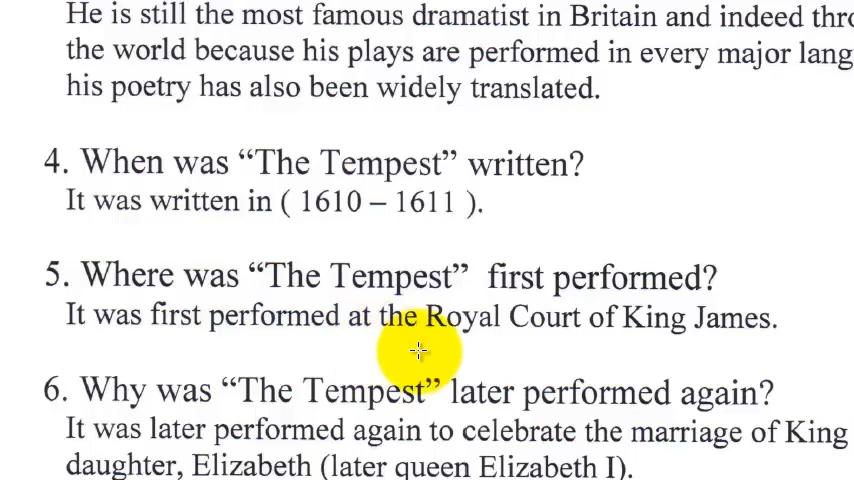 He is still the most famous dramatist in Britain and indeed
the world because his plays are performed in every major
his poetry has also been widely translated.
4. When was “The Tempest” written?
It was written in ( 1610 – 1611 ).
5. Where was “The Tempest” first performed?
It was first performed at the Royal Court of King James.
6. Why was “The Tempest” later performed again?
It was later performed again to celebrate the marriage of King
daughter, Elizabeth (later queen Elizabeth I).